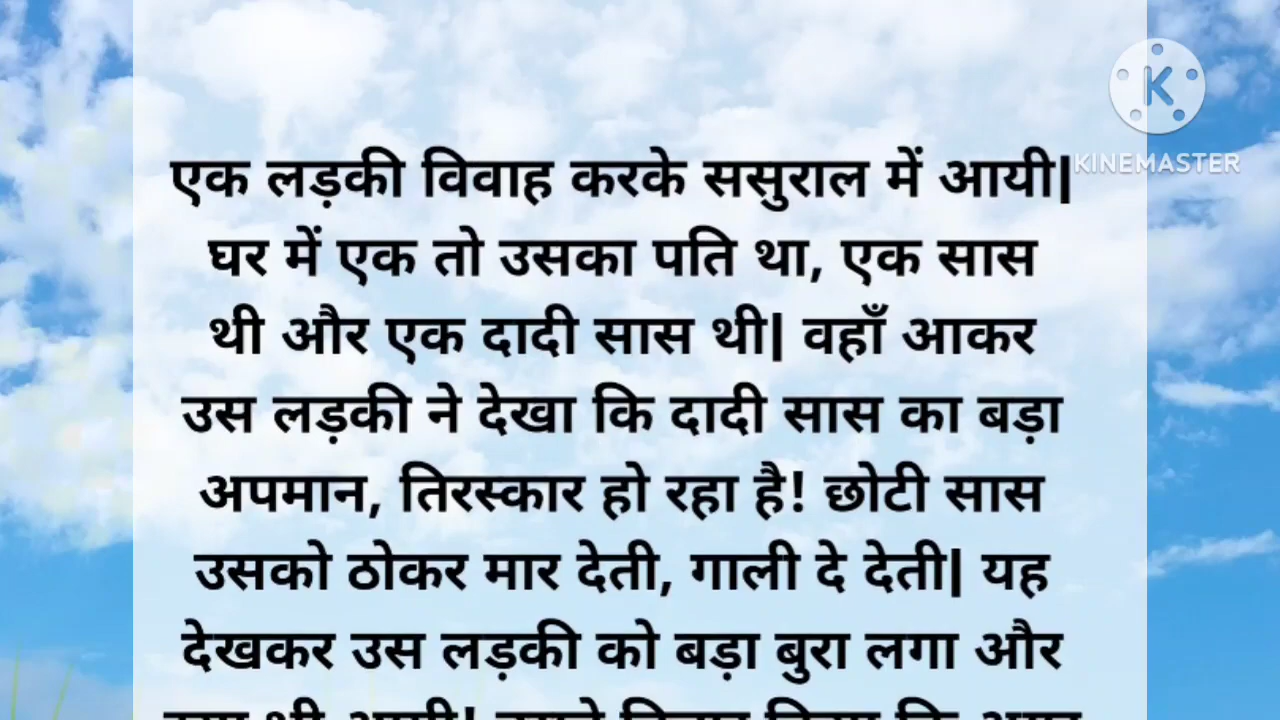 एक लड़की विवाह करके ससुराल में आयी|
घर में एक तो उसका पति था, एक सास
थी और एक दादी सास थी| वहाँ आकर
उस लड़की ने देखा कि दादी सास का बड़ा
अपमान, तिरस्कार हो रहा है! छोटी सास
उसको ठोकर मार देती, गाली दे देती| यह
देखकर उस लड़की को बड़ा बुरा लगा और
K
KINEMASTER